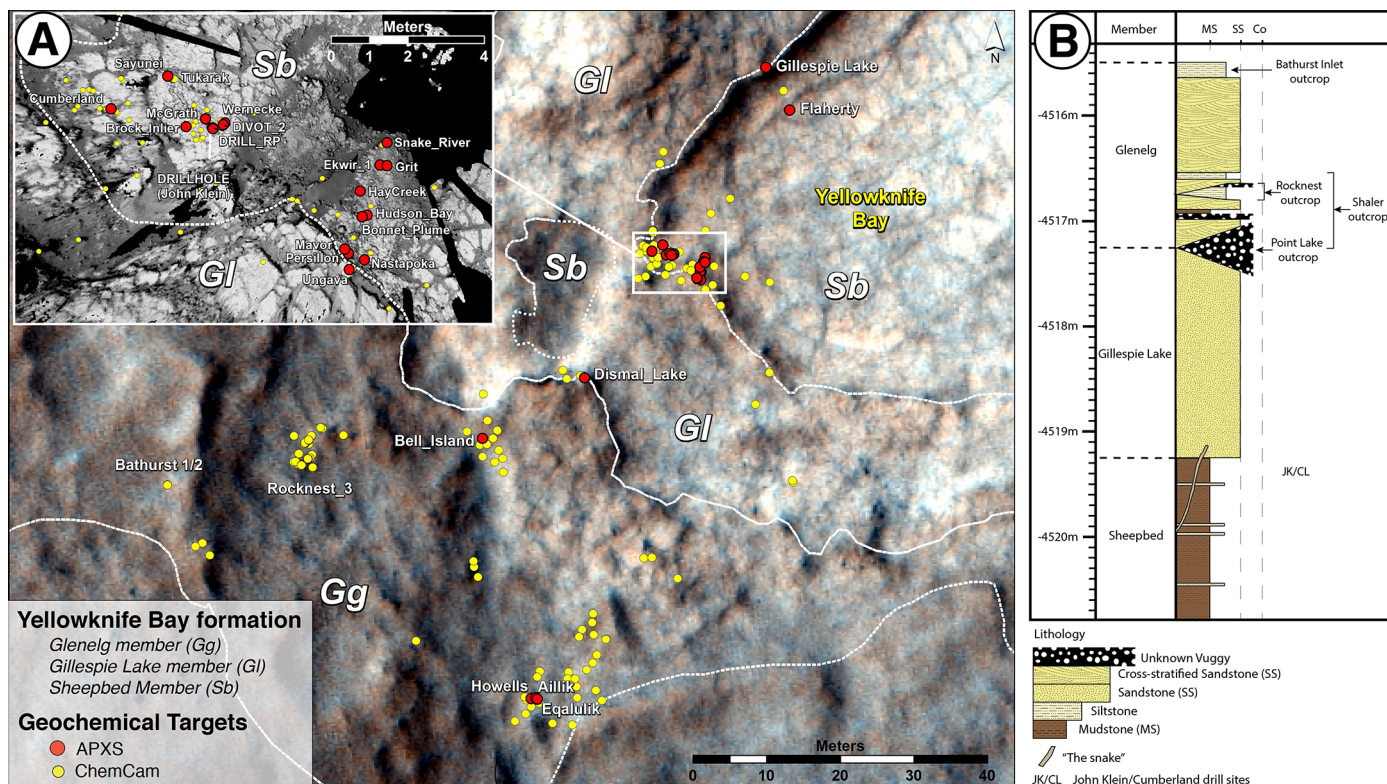 A
Meters
0 1 2 4
Sb
Sayunei
Tukarak
Cumberland
McGrath
Wernecke
Brock_Inlier
DIVOT_2
DRILL_RP
DRILLHOLE
(John Klein)
Snake_River
Ekwir_1
Grit
HayCreek
Hudson_Bay
Bonnet_Plume
Mavor
Persillon
Nastapoka
Ungava
Gl
N
Gl
Gillespie Lake
Flaherty
Yellowknife
Bay
Sb
Sb
Dismal_Lake
Gl
Bell_Island
Bathurst 1/2
Rocknest_3
Gg
Howells
Aillik
Eqalulik
Yellowknife Bay formation
Glenelg member (Gg)
Gillespie Lake member (Gl)
Sheepbed Member (Sb)
Geochemical Targets
APXS
ChemCam
Meters
0 5 10 20 30 40
B
Member
MS SS Co
-4516m
-4517m
-4518m
-4519m
-4520m
Glenelg
Gillespie Lake
Sheepbed
Bathurst Inlet
outcrop
Rocknest
outcrop
Shaler
outcrop
Point Lake
outcrop
JK/CL
Lithology
Unknown Vuggy
Cross-stratified Sandstone (SS)
Sandstone (SS)
Siltstone
Mudstone (MS)
"The snake"
JK/CL John Klein/Cumberland drill sites